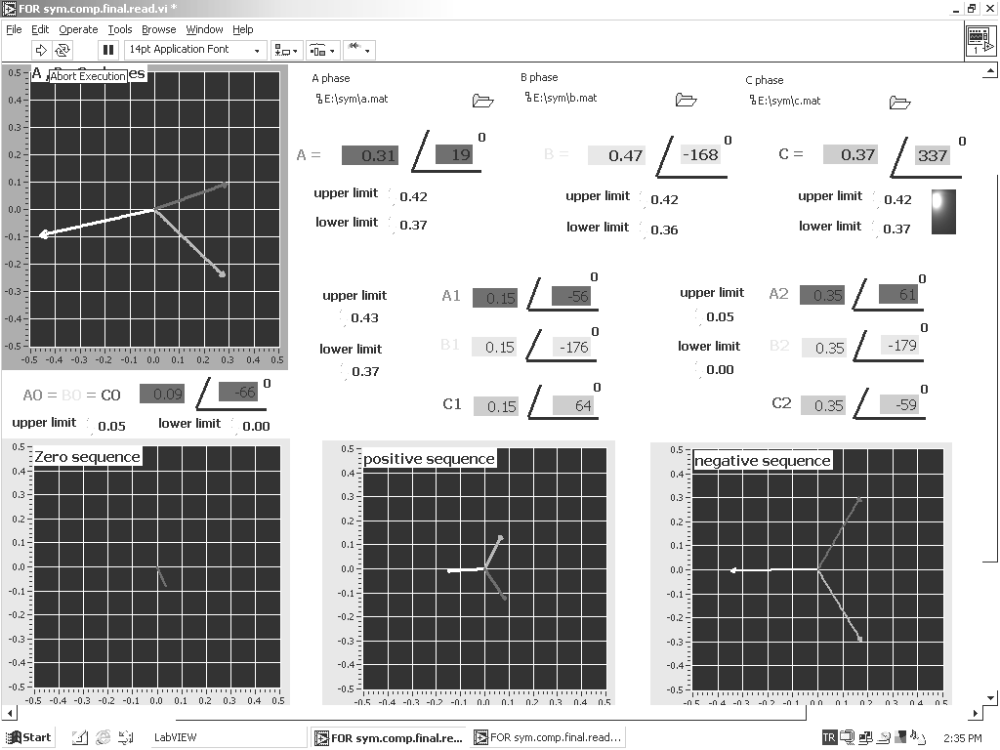 FOR sym.comp.final.read.vi *
File Edit Operate Tools Browse Window Help
14pt Application Font
1
Abort Execution
A phase
E:\sym\a.mat
B phase
E:\sym\b.mat
C phase
E:\sym\c.mat
A = 0.31 19 0
B = 0.47 -168 0
C = 0.37 337 0
upper limit 0.42
lower limit 0.37
upper limit 0.42
lower limit 0.36
upper limit 0.42
lower limit 0.37
0.5
0.4
0.3
0.2
0.1
0.0
-0.1
-0.2
-0.3
-0.4
-0.5
-0.5 -0.4 -0.3 -0.2 -0.1 0.0 0.1 0.2 0.3 0.4 0.5
upper limit
0.43
lower limit
0.37
A1 0.15 -56 0
B1 0.15 -176 0
C1 0.15 64 0
upper limit
0.05
lower limit
0.00
A2 0.35 61 0
B2 0.35 -179 0
C2 0.35 -59 0
A0 = B0 = C0 0.09 -66 0
upper limit 0.05 lower limit 0.00
Zero sequence
0.5
0.4
0.3
0.2
0.1
0.0
-0.1
-0.2
-0.3
-0.4
-0.5
-0.5 -0.4 -0.3 -0.2 -0.1 0.0 0.1 0.2 0.3 0.4 0.5
positive sequence
0.5
0.4
0.3
0.2
0.1
0.0
-0.1
-0.2
-0.3
-0.4
-0.5
-0.5 -0.4 -0.3 -0.2 -0.1 0.0 0.1 0.2 0.3 0.4 0.5
negative sequence
0.5
0.4
0.3
0.2
0.1
0.0
-0.1
-0.2
-0.3
-0.4
-0.5
-0.5 -0.4 -0.3 -0.2 -0.1 0.0 0.1 0.2 0.3 0.4 0.5
Start LabVIEW FOR sym.comp.final.re... FOR sym.comp.final.read... TR 2:35 PM